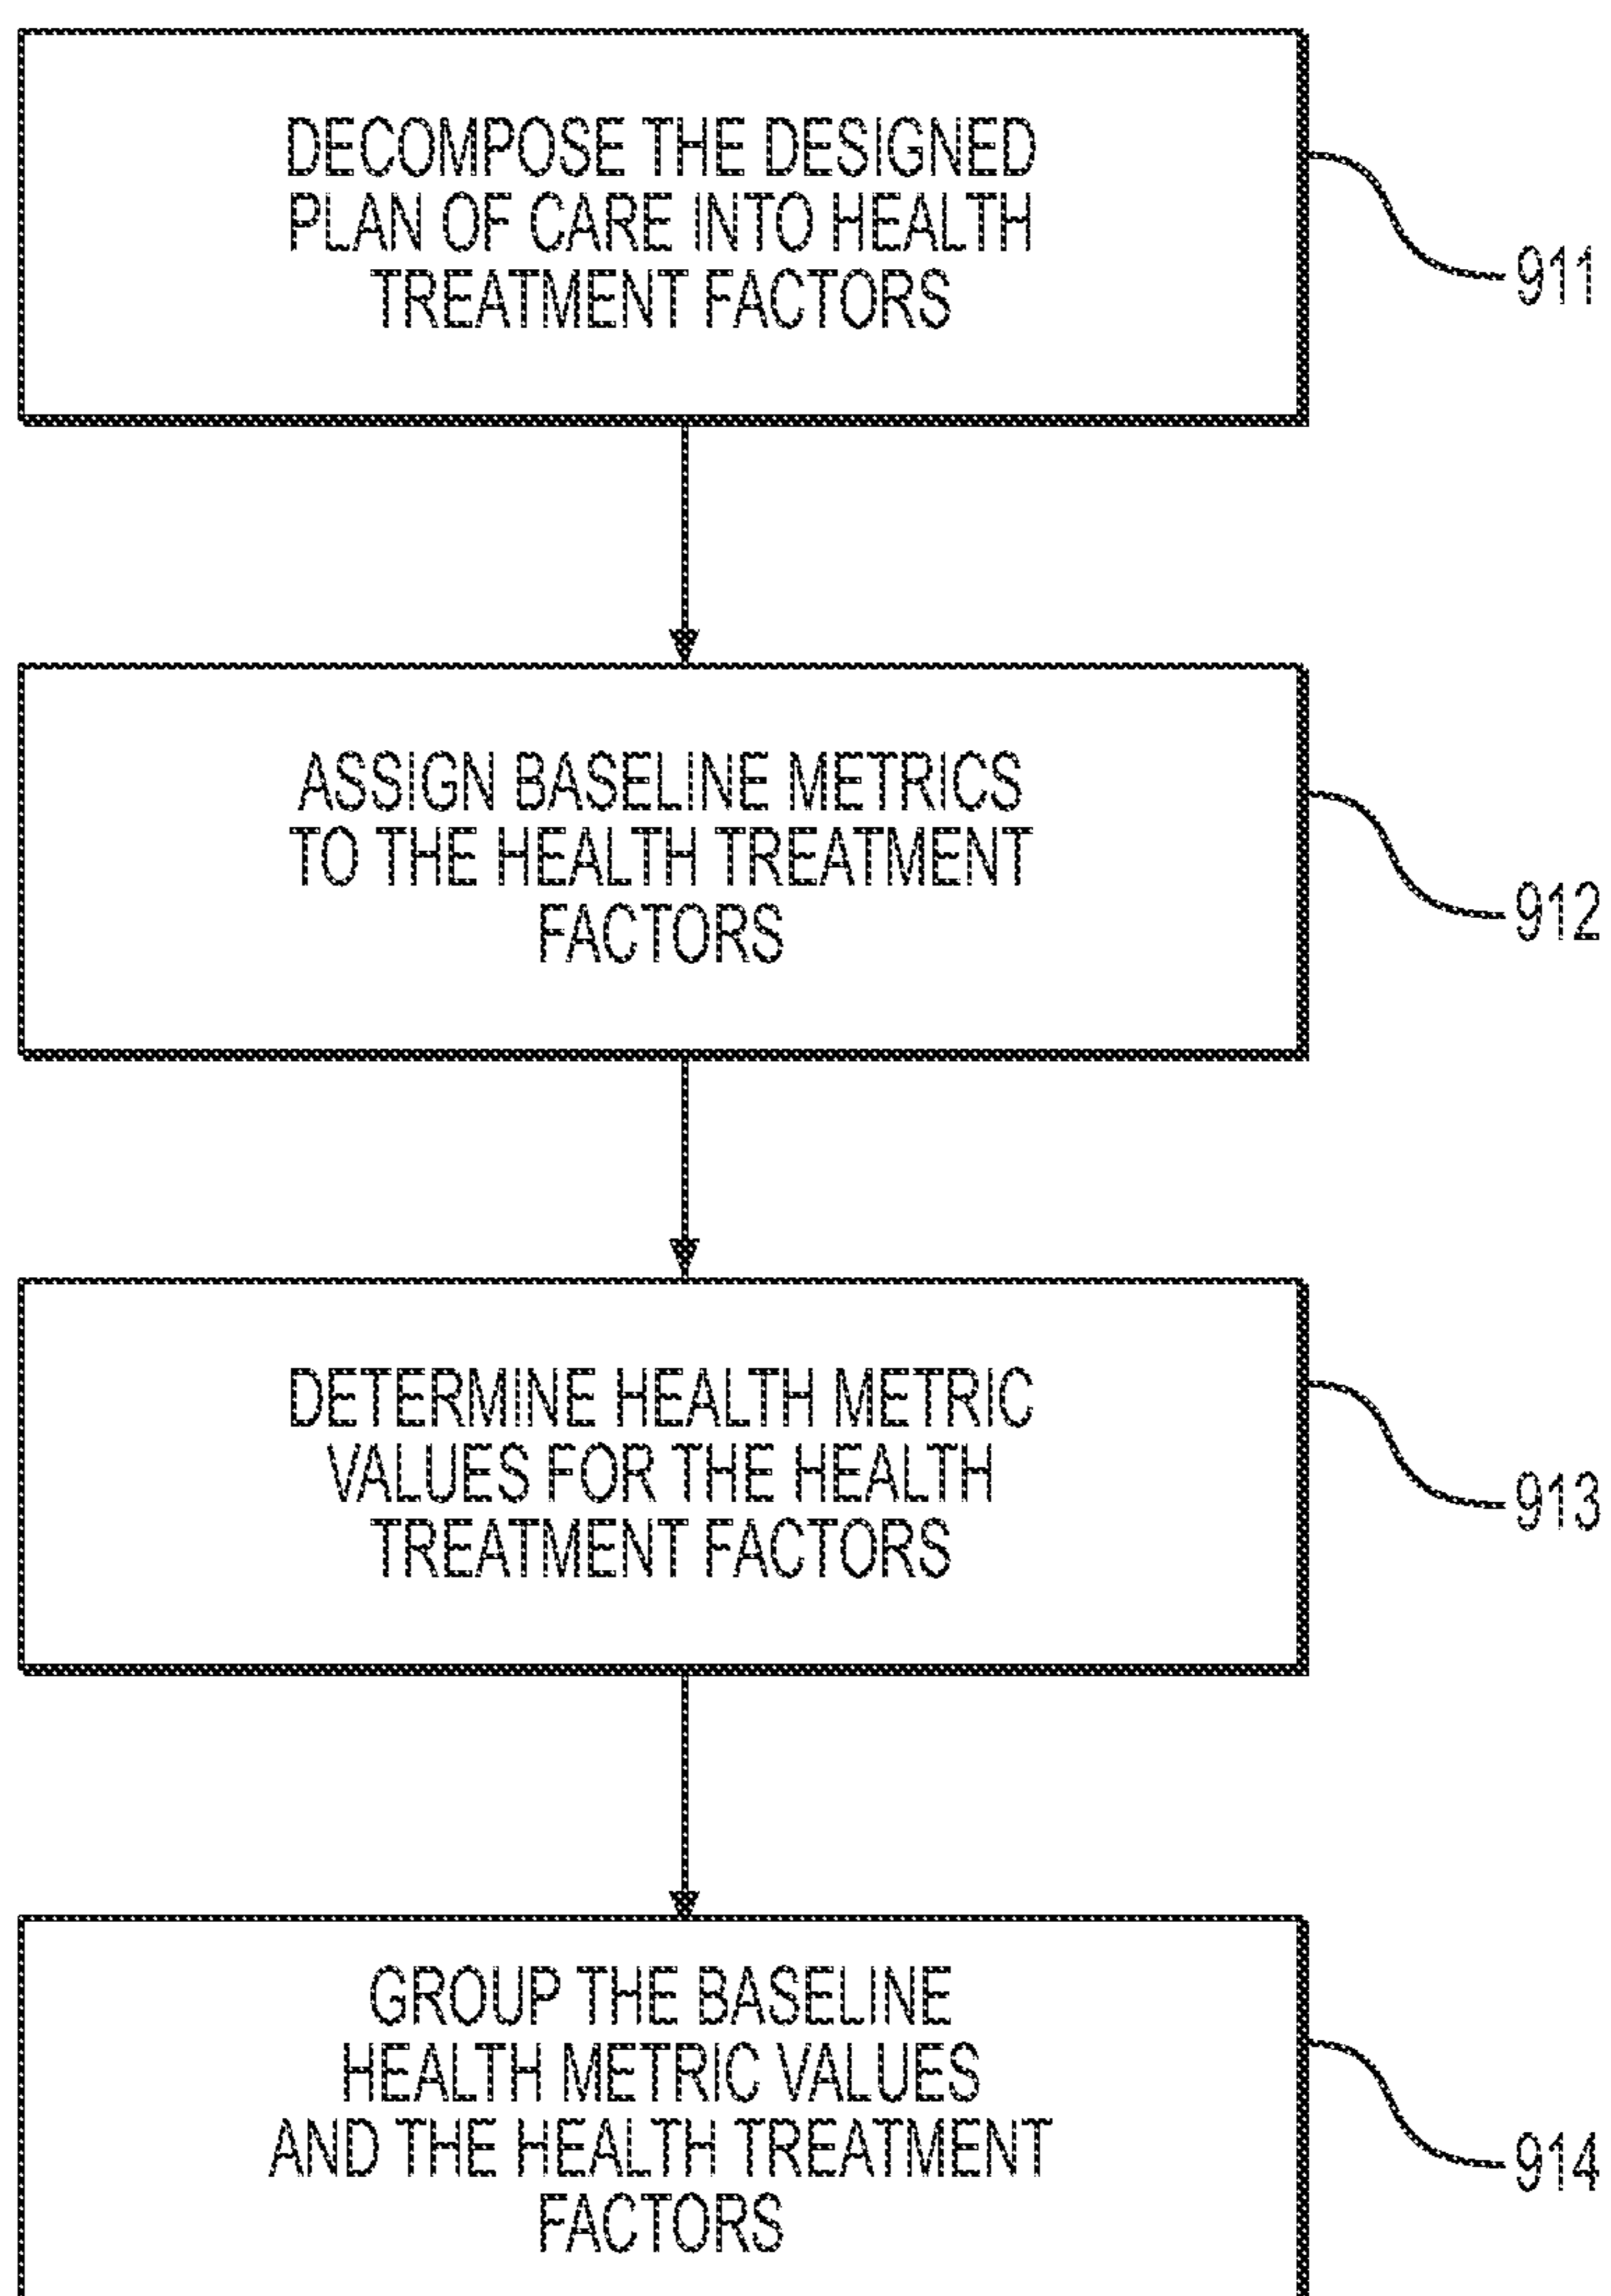 DECOMPOSE THE DESIGNED
PLAN OF CARE INTO HEALTH
TREATMENT FACTORS
911
ASSIGN BASELINE METRICS
TO THE HEALTH TREATMENT
FACTORS
912
DETERMINE HEALTH METRIC
VALUES FOR THE HEALTH
TREATMENT FACTORS
913
GROUP THE BASELINE
HEALTH METRIC VALUES
AND THE HEALTH TREATMENT
FACTORS
914